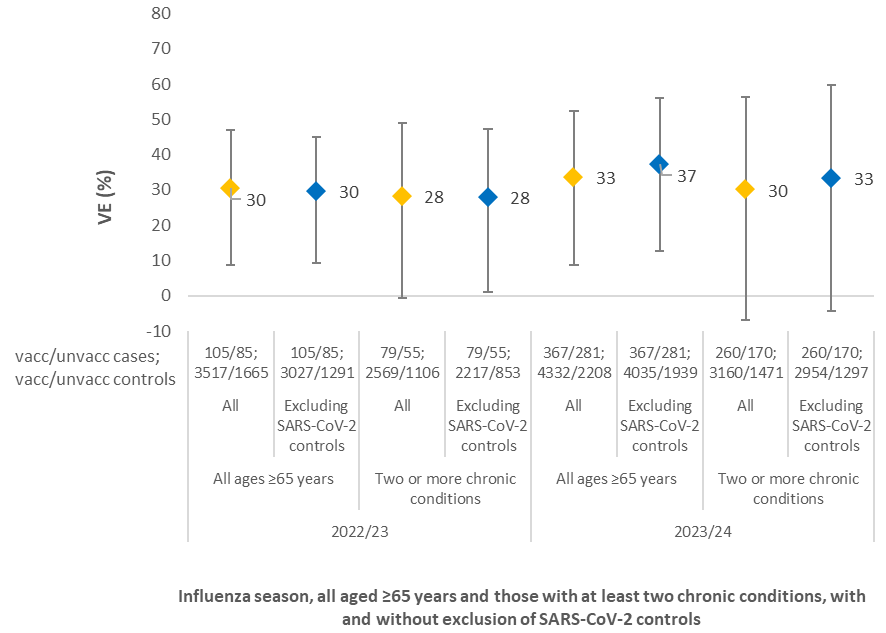 80
70
60
50
40
30
20
10
0
-10
VE (%)
30
30
28
28
33
37
30
33
vacc/unvacc cases;
vacc/unvacc controls
105/85;
3517/1665
105/85;
3027/1291
79/55;
2569/1106
79/55;
2217/853
367/281;
4332/2208
367/281;
4035/1939
260/170;
3160/1471
260/170;
2954/1297
All
Excluding
SARS-CoV-2
controls
All
Excluding
SARS-CoV-2
controls
All
Excluding
SARS-CoV-2
controls
All
Excluding
SARS-CoV-2
controls
All ages ≥65 years
Two or more chronic
conditions
All ages ≥65 years
Two or more chronic
conditions
2022/23
2023/24
Influenza season, all aged ≥65 years and those with at least two chronic conditions, with
and without exclusion of SARS-CoV-2 controls